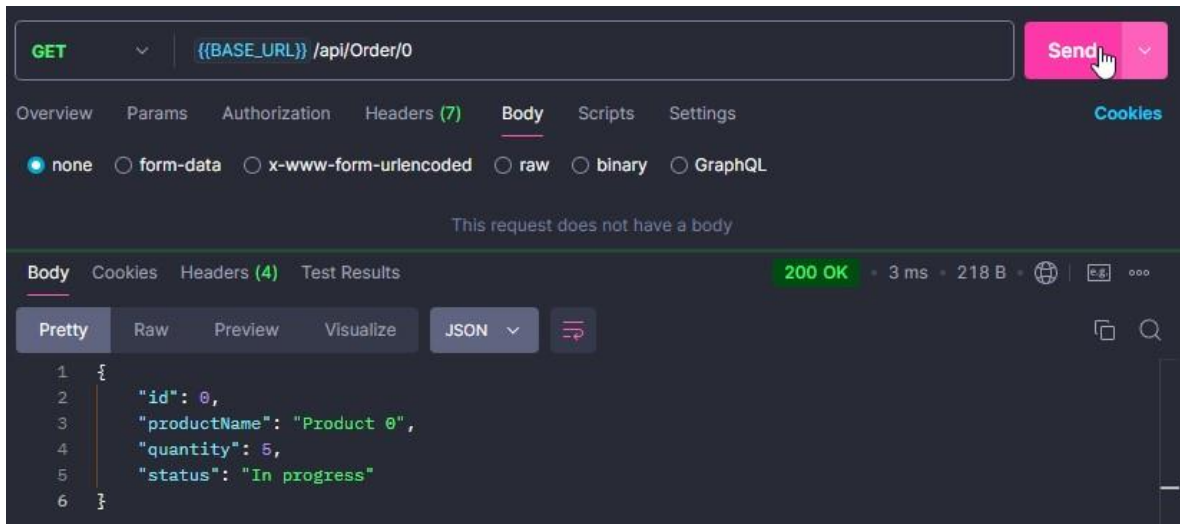 GET {{BASE_URL}} /api/Order/0 Send
Overview Params Authorization Headers (7) Body Scripts Settings Cookies
none form-data x-www-form-urlencoded raw binary GraphQL
This request does not have a body
Body Cookies Headers (4) Test Results 200 OK • 3 ms • 218 B • e.g. ooo
Pretty Raw Preview Visualize JSON
1 {
2 "id": 0,
3 "productName": "Product 0",
4 "quantity": 5,
5 "status": "In progress"
6 }